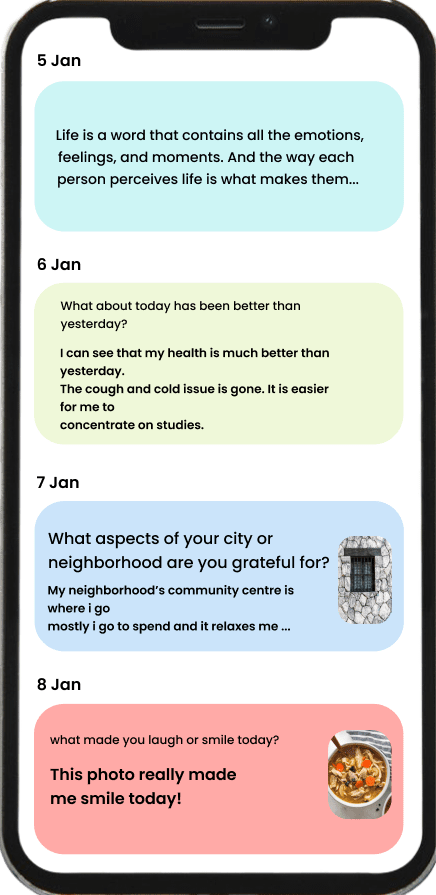 5 Jan
Life is a word that contains all the emotions,
feelings, and moments. And the way each
person perceives life is what makes them...
6 Jan
What about today has been better than
yesterday?
I can see that my health is much better than
yesterday.
The cough and cold issue is gone. It is easier
for me to
concentrate on studies.
7 Jan
What aspects of your city or
neighborhood are you grateful for?
My neighborhood's community centre is
where i go
mostly i go to spend and it relaxes me ...
8 Jan
what made you laugh or smile today?
This photo really made
me smile today!